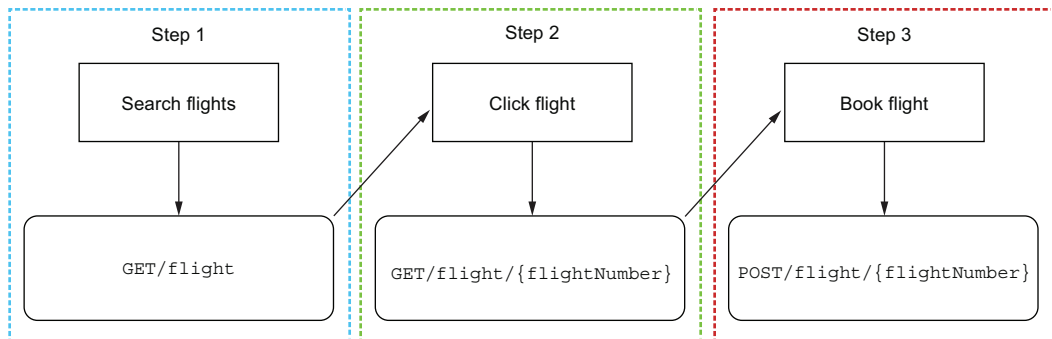 Step 1
Search flights
GET/flight
Step 2
Click flight
GET/flight/{flightNumber}
Step 3
Book flight
POST/flight/{flightNumber}